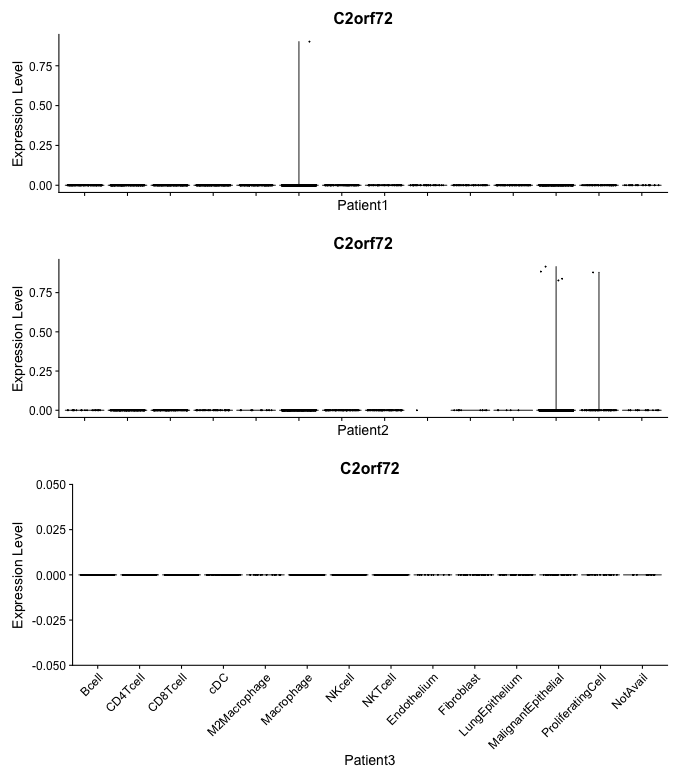 C2orf72
Expression Level
0.75
0.50
0.25
0.00
Patient1
C2orf72
Expression Level
0.75
0.50
0.25
0.00
Patient2
C2orf72
Expression Level
0.050
0.025
0.000
-0.025
-0.050
Bcell
CD4Tcell
CD8Tcell
cDC
M2Macrophage
Macrophage
NKcell
NKTcell
Endothelium
Fibroblast
LungEpithelium
MalignantEpithelial
ProliferatingCell
NotAvail
Patient3